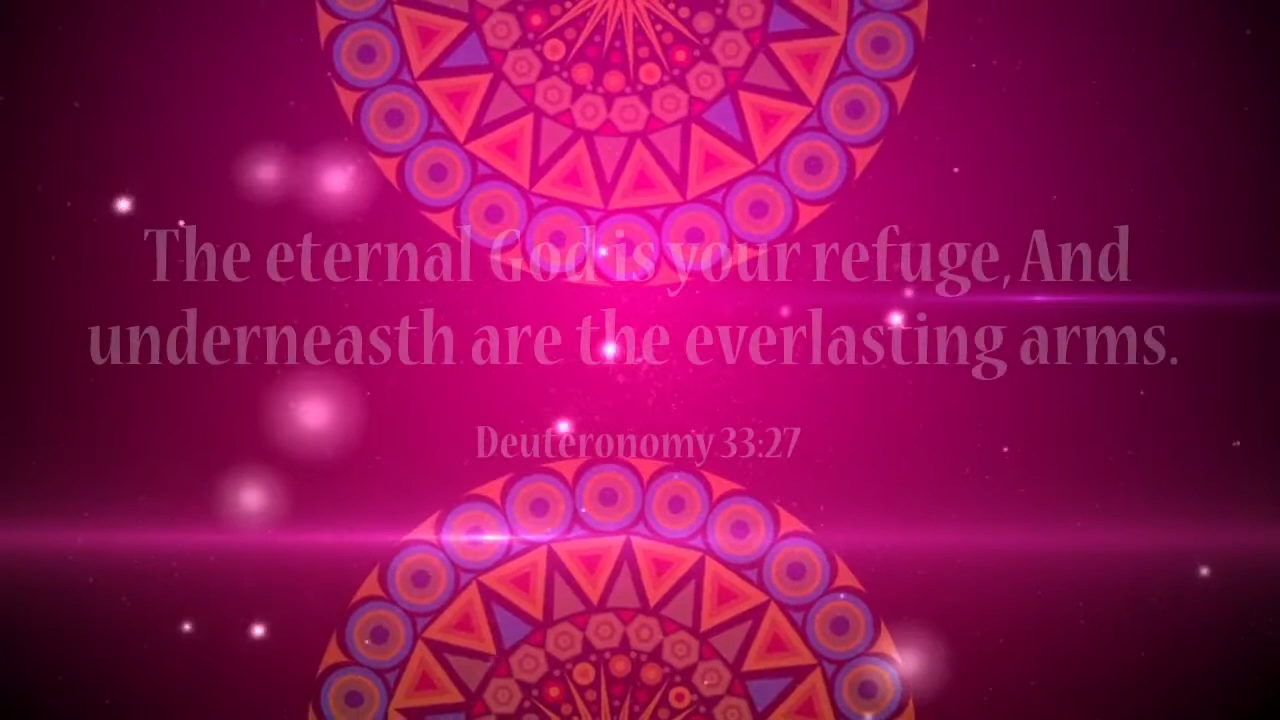 The eternal God is your refuge, And
underneasth are the everlasting arms.
Deuteronomy 33:27